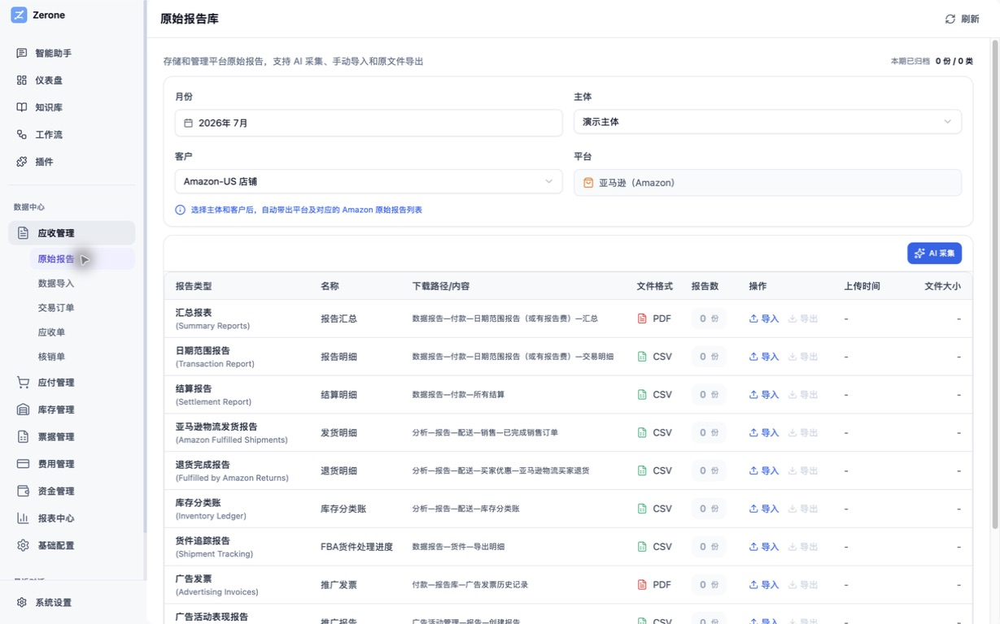 Zerone
智能助手
仪表盘
知识库
工作流
插件
数据中心
应收管理
原始报告
数据导入
交易订单
应收单
核销单
应付管理
库存管理
票据管理
费用管理
资金管理
报表中心
基础配置
系统设置
原始报告库
刷新
存储和管理平台原始报告，支持 AI 采集、手动导入和原文件导出
本期已归档 0 份 / 0 类
月份
主体
2026年 7月
演示主体
客户
平台
Amazon-US 店铺
亚马逊（Amazon）
选择主体和客户后，自动带出平台及对应的 Amazon 原始报告列表
AI 采集
报告类型 名称 下载路径/内容 文件格式 报告数 操作 上传时间 文件大小
汇总报表
(Summary Reports)
报告汇总 数据报告—付款—日期范围报告（或有报告费）—汇总 PDF 0 份 导入 导出 - -
日期范围报告
(Transaction Report)
报告明细 数据报告—付款—日期范围报告（或有报告费）—交易明细 CSV 0 份 导入 导出 - -
结算报告
(Settlement Report)
结算明细 数据报告—付款—所有结算 CSV 0 份 导入 导出 - -
亚马逊物流发货报告
(Amazon Fulfilled Shipments)
发货明细 分析—报告—配送—销售—已完成销售订单 CSV 0 份 导入 导出 - -
退货完成报告
(Fulfilled by Amazon Returns)
退货明细 分析—报告—配送—买家优惠—亚马逊物流买家退货 CSV 0 份 导入 导出 - -
库存分类账
(Inventory Ledger)
库存分类账 分析—报告—配送—库存分类账 CSV 0 份 导入 导出 - -
货件追踪报告
(Shipment Tracking)
FBA货件处理进度 数据报告—货件—导出明细 CSV 0 份 导入 导出 - -
广告发票
(Advertising Invoices)
推广发票 付款—报告库—广告发票历史记录 PDF 0 份 导入 导出 - -
广告活动表现报告
推广报告 广告活动管理—报告—创建报告 CSV 0 份 导入 导出 - -